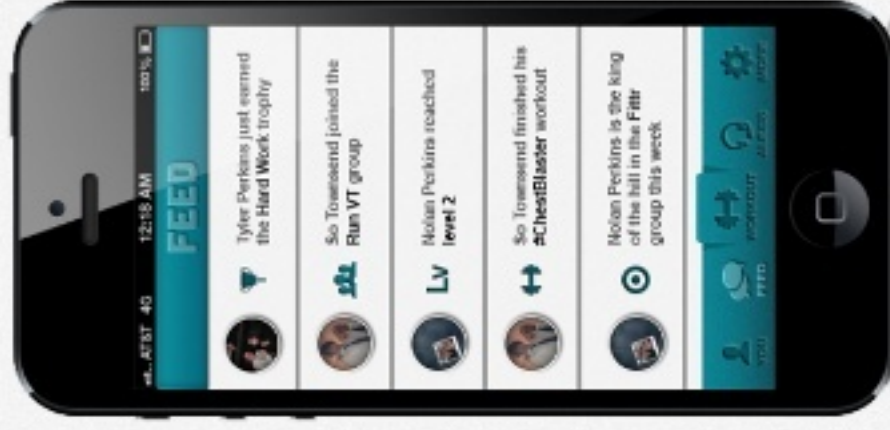 AT&T 4G 12:18 AM 100%
FEED
Tyler Perkins just earned
the Hard Work trophy
So Townsend joined the
Run VT group
Lv
Nolan Perkins reached
level 2
So Townsend finished his
#ChestBlaster workout
Nolan Perkins is the king
of the hill in the Fittr
group this week
YOU FEED WORKOUT ALERTS MORE